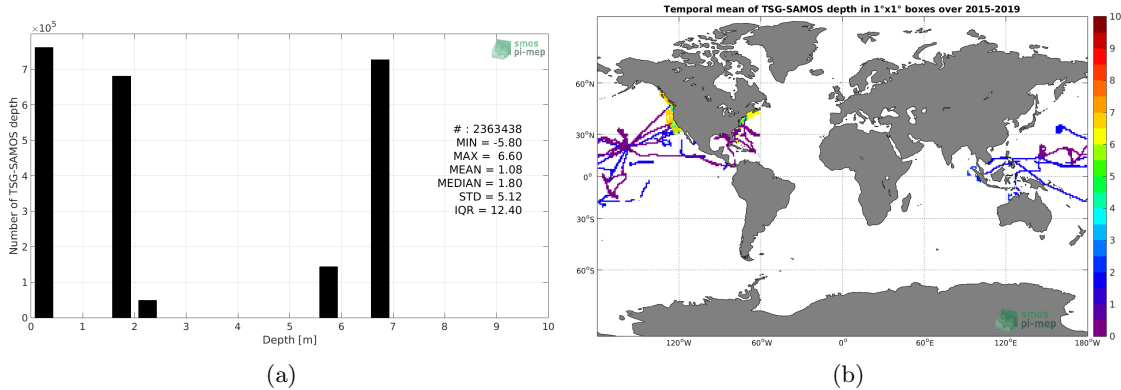 ×10^5
smos
pi-mep
# : 2363438
MIN = -5.80
MAX = 6.60
MEAN = 1.08
MEDIAN = 1.80
STD = 5.12
IQR = 12.40
Number of TSG-SAMOS depth
8
7
6
5
4
3
2
1
0
0 1 2 3 4 5 6 7 8 9 10
Depth [m]
(a)
Temporal mean of TSG-SAMOS depth in 1°x1° boxes over 2015-2019
60°N
30°N
0°
30°S
60°S
120°W 60°W 0° 60°E 120°E 180°W
smos
pi-mep
10
9
8
7
6
5
4
3
2
1
0
(b)